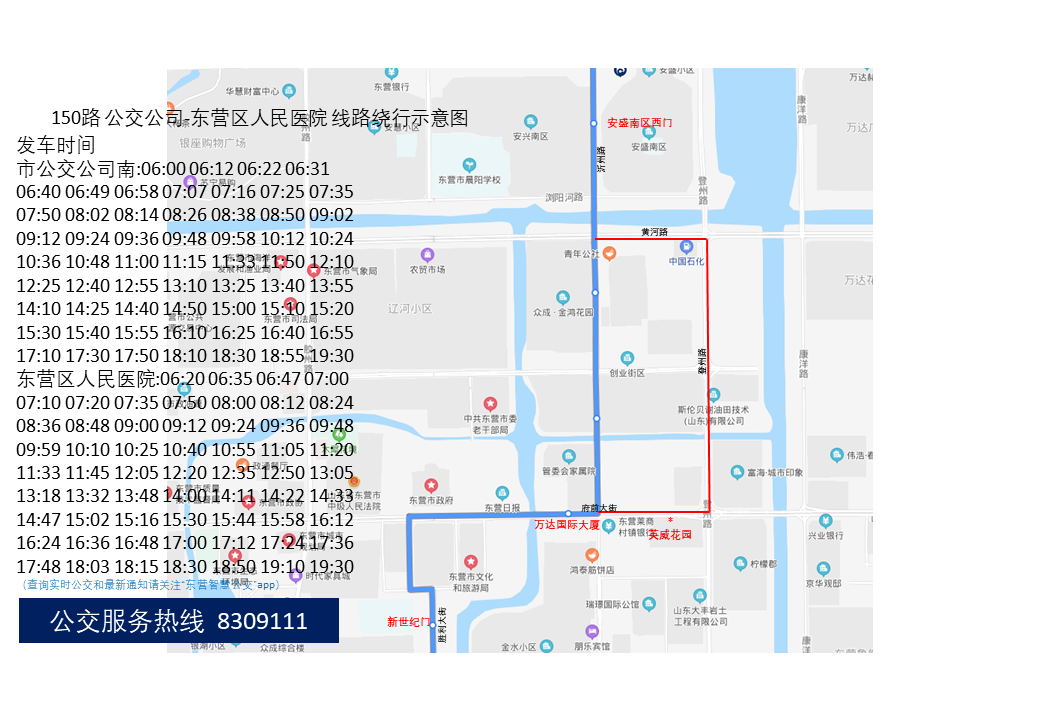 150路 公交公司-东营区人民医院 线路绕行示意图
发车时间
市公交公司南:06:00 06:12 06:22 06:31
06:40 06:49 06:58 07:07 07:16 07:25 07:35
07:50 08:02 08:14 08:26 08:38 08:50 09:02
09:12 09:24 09:36 09:48 09:58 10:12 10:24
10:36 10:48 11:00 11:15 11:33 11:50 12:10
12:25 12:40 12:55 13:10 13:25 13:40 13:55
14:10 14:25 14:40 14:50 15:00 15:10 15:20
15:30 15:40 15:55 16:10 16:25 16:40 16:55
17:10 17:30 17:50 18:10 18:30 18:55 19:30
东营区人民医院:06:20 06:35 06:47 07:00
07:10 07:20 07:35 07:50 08:00 08:12 08:24
08:36 08:48 09:00 09:12 09:24 09:36 09:48
09:59 10:10 10:25 10:40 10:55 11:05 11:20
11:33 11:45 12:05 12:20 12:35 12:50 13:05
13:18 13:32 13:48 14:00 14:11 14:22 14:33
14:47 15:02 15:16 15:30 15:44 15:58 16:12
16:24 16:36 16:48 17:00 17:12 17:24 17:36
17:48 18:03 18:15 18:30 18:50 19:10 19:30
（查询实时公交和最新通知请关注“东营智慧公交”app）
公交服务热线 8309111
华慧财富中心
东营银行
安盛小区
银座购物广场
安慧小区
安兴南区
安盛南区西门
安盛南区
沂州路
康洋路
东营市晨阳学校
苏宁易购
浏阳河路
营州路
黄河路
青年公社
中国石化
农贸市场
东营市气象局
辽河小区
众成·金鸿花园
东营市司法局
创业街区
登州路
康洋路
中共东营市委
老干部局
斯伦贝谢油田技术
(山东)有限公司
管委会家属院
富海·城市印象
东营市政府
东营日报
府前大街
万达国际大厦
东营莱商
村镇银行
*
英威花园
营州路
兴业银行
东营市文化
和旅游局
鸿泰筋饼店
柠檬郡
京华观邸
时代家具城
新世纪门
胜利大街
瑞璟国际公馆
山东大丰岩土
工程有限公司
康洋路
银湖小区
众成综合楼
金水小区
朋乐宾馆